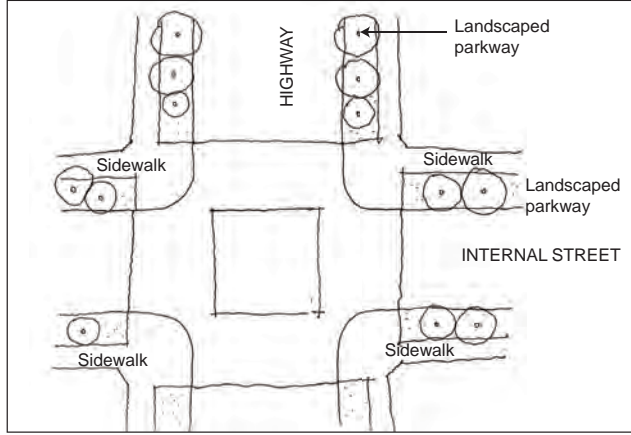 Landscaped
parkway
HIGHWAY
Sidewalk
Sidewalk
Landscaped
parkway
INTERNAL STREET
Sidewalk
Sidewalk